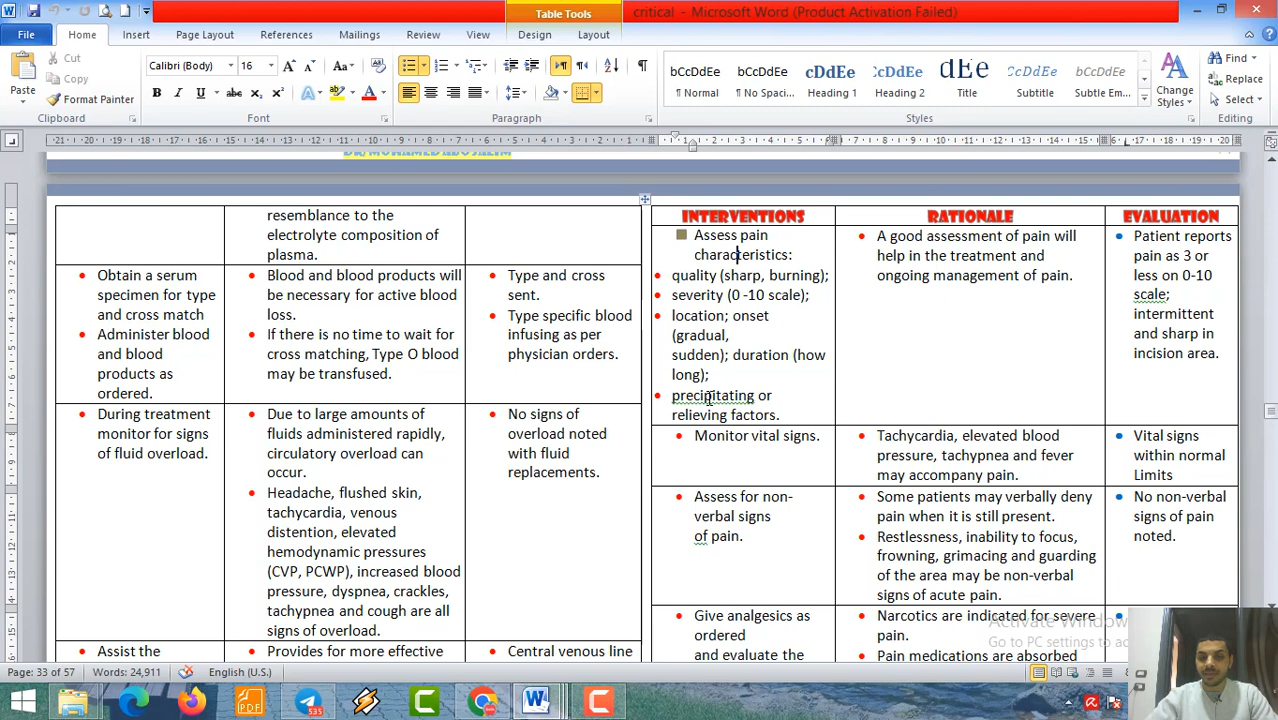 Table Tools
critical - Microsoft Word (Product Activation Failed)
File
Home
Insert
Page Layout
References
Mailings
Review
View
Design
Layout
Paste
Cut
Copy
Format Painter
Clipboard
Calibri (Body)
16
Font
Paragraph
¶ Normal
¶ No Spaci...
Heading 1
Heading 2
Title
Subtitle
Subtle Em...
Styles
Change
Styles
Find
Replace
Select
Editing
DR/MOHAMED ABOSALIM
resemblance to the
electrolyte composition of
plasma.
Obtain a serum
specimen for type
and cross match
Administer blood
and blood
products as
ordered.
Blood and blood products will
be necessary for active blood
loss.
If there is no time to wait for
cross matching, Type O blood
may be transfused.
Type and cross
sent.
Type specific blood
infusing as per
physician orders.
During treatment
monitor for signs
of fluid overload.
Due to large amounts of
fluids administered rapidly,
circulatory overload can
occur.
Headache, flushed skin,
tachycardia, venous
distention, elevated
hemodynamic pressures
(CVP, PCWP), increased blood
pressure, dyspnea, crackles,
tachypnea and cough are all
signs of overload.
No signs of
overload noted
with fluid
replacements.
Assist the
Provides for more effective
Central venous line
INTERVENTIONS
RATIONALE
EVALUATION
Assess pain
characteristics:
quality (sharp, burning);
severity (0 -10 scale);
location; onset
(gradual,
sudden); duration (how
long);
precipitating or
relieving factors.
A good assessment of pain will
help in the treatment and
ongoing management of pain.
Patient reports
pain as 3 or
less on 0-10
scale;
intermittent
and sharp in
incision area.
Monitor vital signs.
Tachycardia, elevated blood
pressure, tachypnea and fever
may accompany pain.
Vital signs
within normal
Limits
Assess for non-
verbal signs
of pain.
Some patients may verbally deny
pain when it is still present.
Restlessness, inability to focus,
frowning, grimacing and guarding
of the area may be non-verbal
signs of acute pain.
No non-verbal
signs of pain
noted.
Give analgesics as
ordered
and evaluate the
Narcotics are indicated for severe
pain.
Pain medications are absorbed
Activate Window
Go to PC settings to a
Page: 33 of 57
Words: 24,911
English (U.S.)
PDF
535